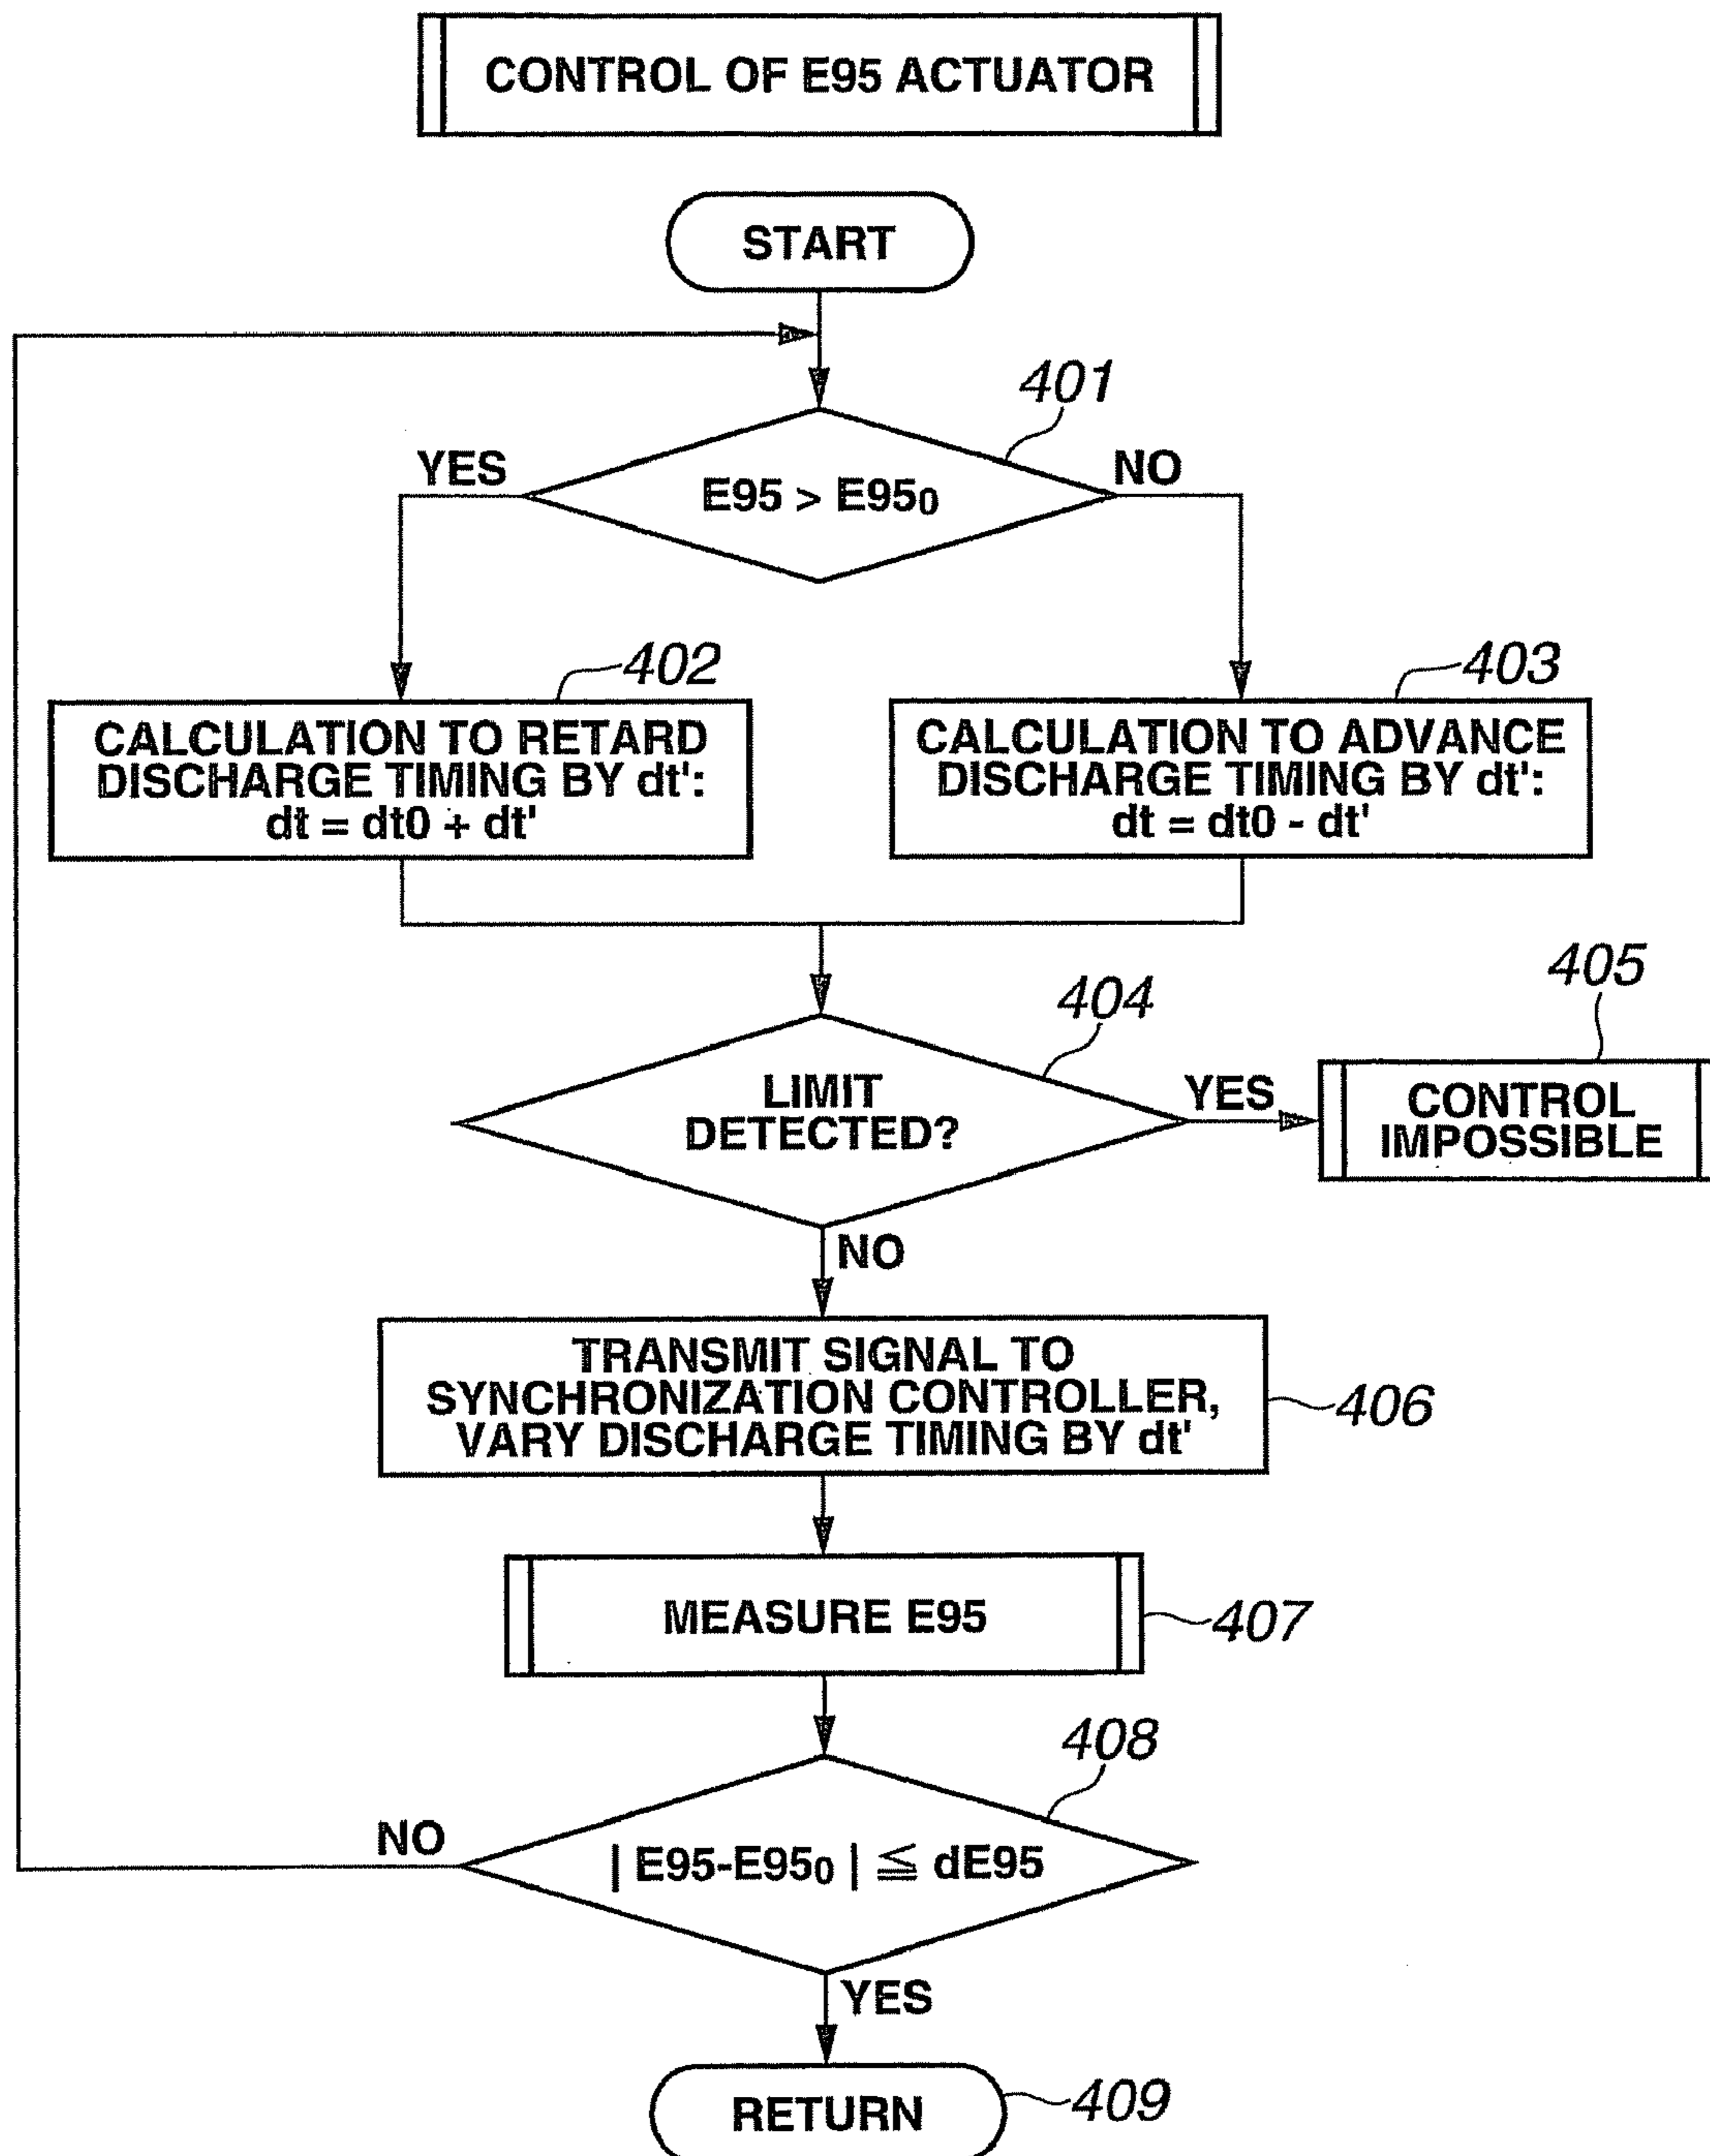 CONTROL OF E95 ACTUATOR
START
401
YES
NO
E95 > E95₀
402
403
CALCULATION TO RETARD
DISCHARGE TIMING BY dt':
dt = dt0 + dt'
CALCULATION TO ADVANCE
DISCHARGE TIMING BY dt':
dt = dt0 - dt'
404
405
LIMIT
DETECTED?
YES
CONTROL
IMPOSSIBLE
NO
TRANSMIT SIGNAL TO
SYNCHRONIZATION CONTROLLER,
VARY DISCHARGE TIMING BY dt'
406
MEASURE E95
407
408
NO
| E95-E95₀ | ≦ dE95
YES
RETURN
409